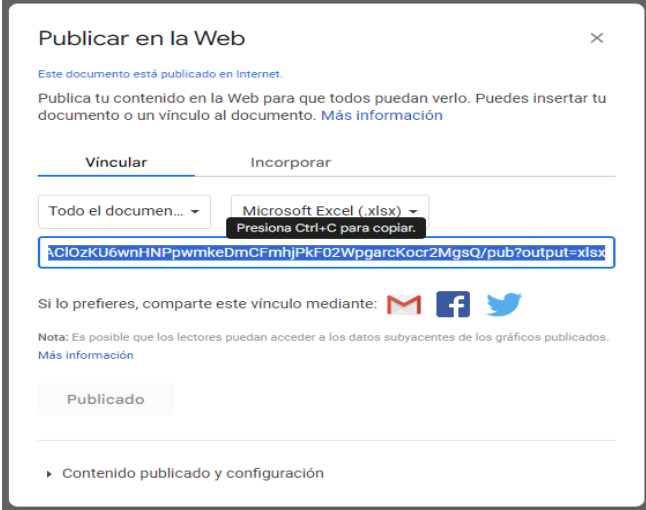 Publicar en la Web
Este documento está publicado en Internet.
Publica tu contenido en la Web para que todos puedan verlo. Puedes insertar tu
documento o un vínculo al documento. Más información
Víncular Incorporar
Todo el documen... Microsoft Excel (.xlsx)
Presiona Ctrl+C para copiar.
AClOzKU6wnHNPpwmkeDmCFmhjPkF02WpgarcKocr2MgsQ/pub?output=xlsx
Si lo prefieres, comparte este vínculo mediante:
Nota: Es posible que los lectores puedan acceder a los datos subyacentes de los gráficos publicados.
Más información
Publicado
Contenido publicado y configuración